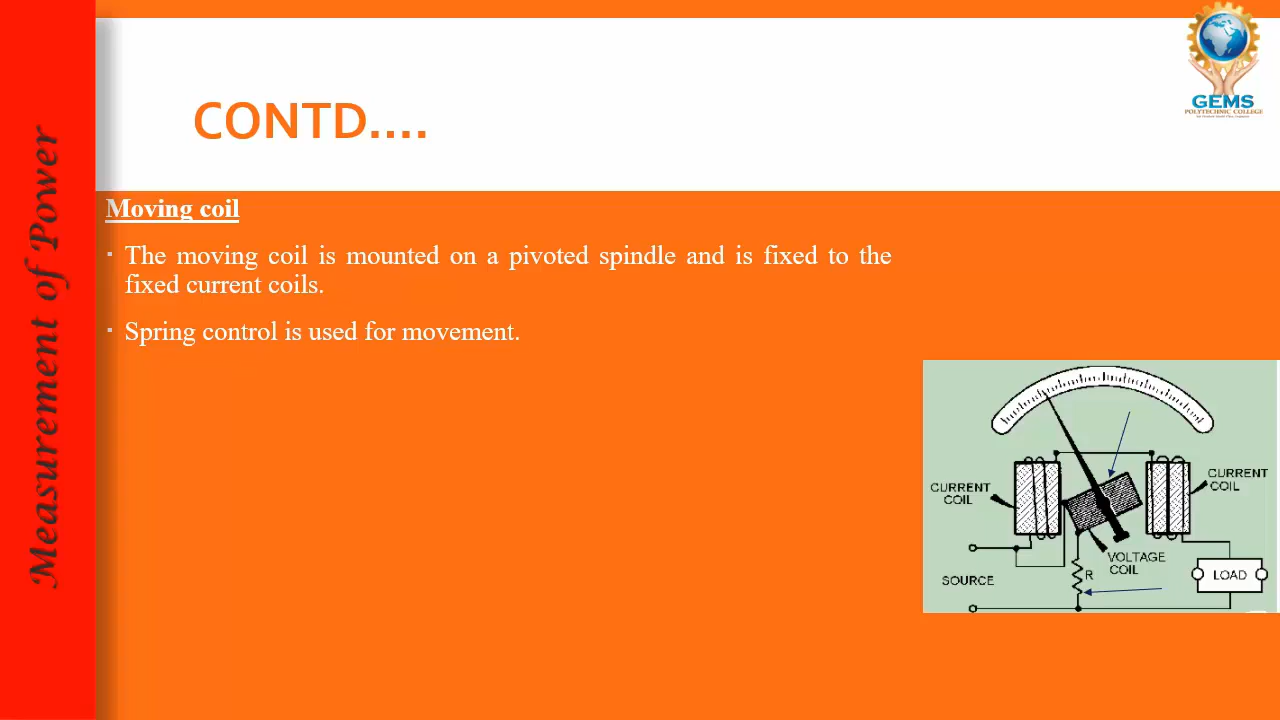 GEMS
POLYTECHNIC COLLEGE
CONTD....
Measurement of Power
Moving coil
▪ The moving coil is mounted on a pivoted spindle and is fixed to the
fixed current coils.
▪ Spring control is used for movement.
CURRENT
COIL
CURRENT
COIL
VOLTAGE
COIL
R
SOURCE
LOAD